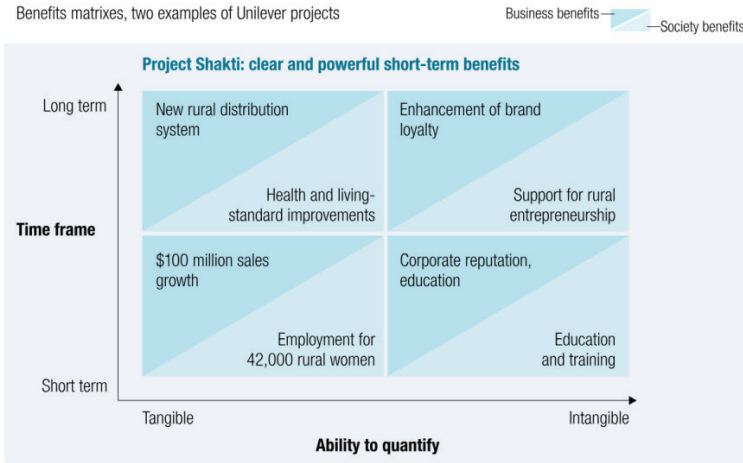 Benefits matrixes, two examples of Unilever projects
Business benefits
Society benefits
Project Shakti: clear and powerful short-term benefits
Long term
New rural distribution
system
Health and living-
standard improvements
Enhancement of brand
loyalty
Support for rural
entrepreneurship
Time frame
$100 million sales
growth
Employment for
42,000 rural women
Corporate reputation,
education
Education
and training
Short term
Tangible
Intangible
Ability to quantify